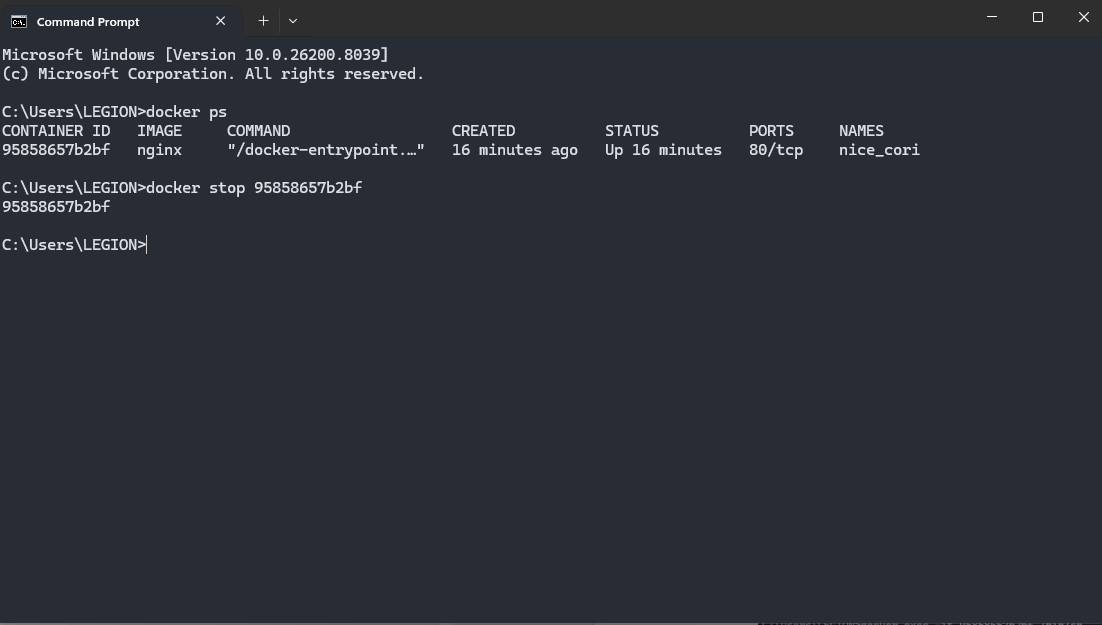 Command Prompt
Microsoft Windows [Version 10.0.26200.8039]
(c) Microsoft Corporation. All rights reserved.
C:\Users\LEGION>docker ps
CONTAINER ID   IMAGE     COMMAND                  CREATED          STATUS          PORTS     NAMES
95858657b2bf   nginx     "/docker-entrypoint.…"   16 minutes ago   Up 16 minutes   80/tcp    nice_cori
C:\Users\LEGION>docker stop 95858657b2bf
95858657b2bf
C:\Users\LEGION>